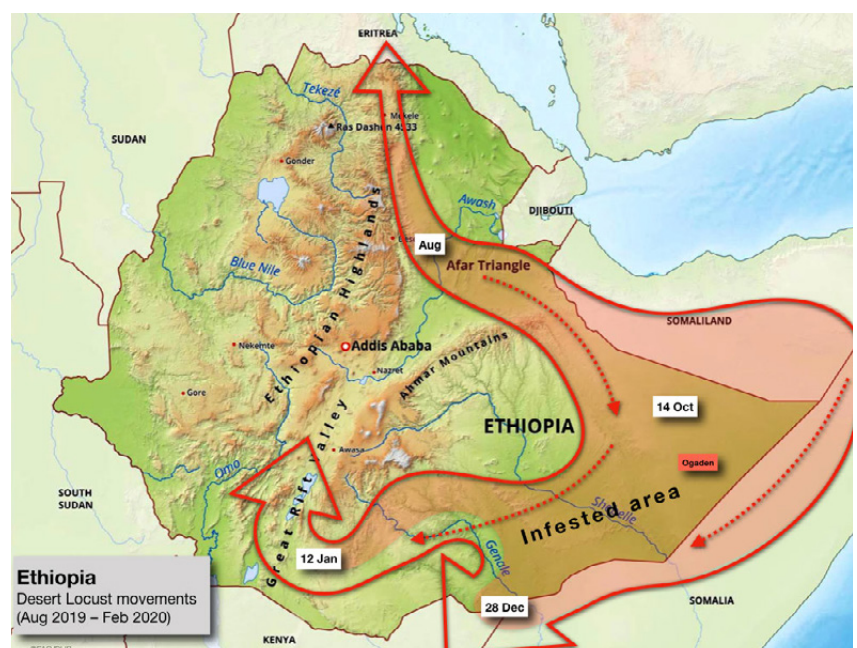 ERITREA
Tekezé
Mekele
Ras Dashen 4533
SUDAN
Gonder
Awash
DJIBOUTI
Aug
Blue Nile
Afar Triangle
Ethiopian Highlands
SOMALILAND
Addis Ababa
Nekemte
Nazret
Ahmar Mountains
Gore
14 Oct
ETHIOPIA
Awasa
Ogaden
Omo
Great Rift Valley
SOUTH
SUDAN
Shebelle
Infested area
Genale
12 Jan
Ethiopia
Desert Locust movements
(Aug 2019 – Feb 2020)
28 Dec
SOMALIA
KENYA